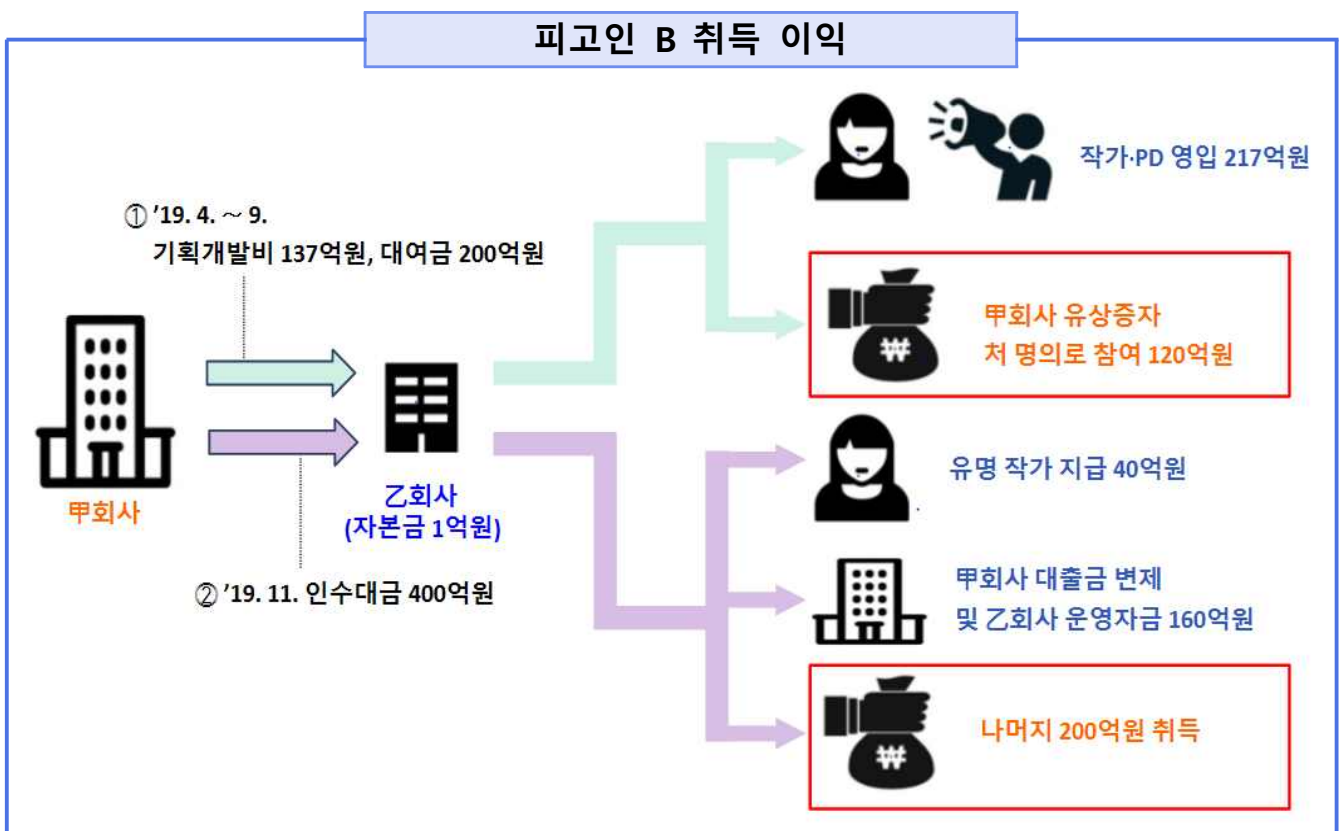 피고인 B 취득 이익
① '19. 4. ~ 9.
기획개발비 137억원, 대여금 200억원
甲회사
乙회사
(자본금 1억원)
② '19. 11. 인수대금 400억원
작가·PD 영입 217억원
甲회사 유상증자
처 명의로 참여 120억원
₩
유명 작가 지급 40억원
甲회사 대출금 변제
및 乙회사 운영자금 160억원
나머지 200억원 취득
₩